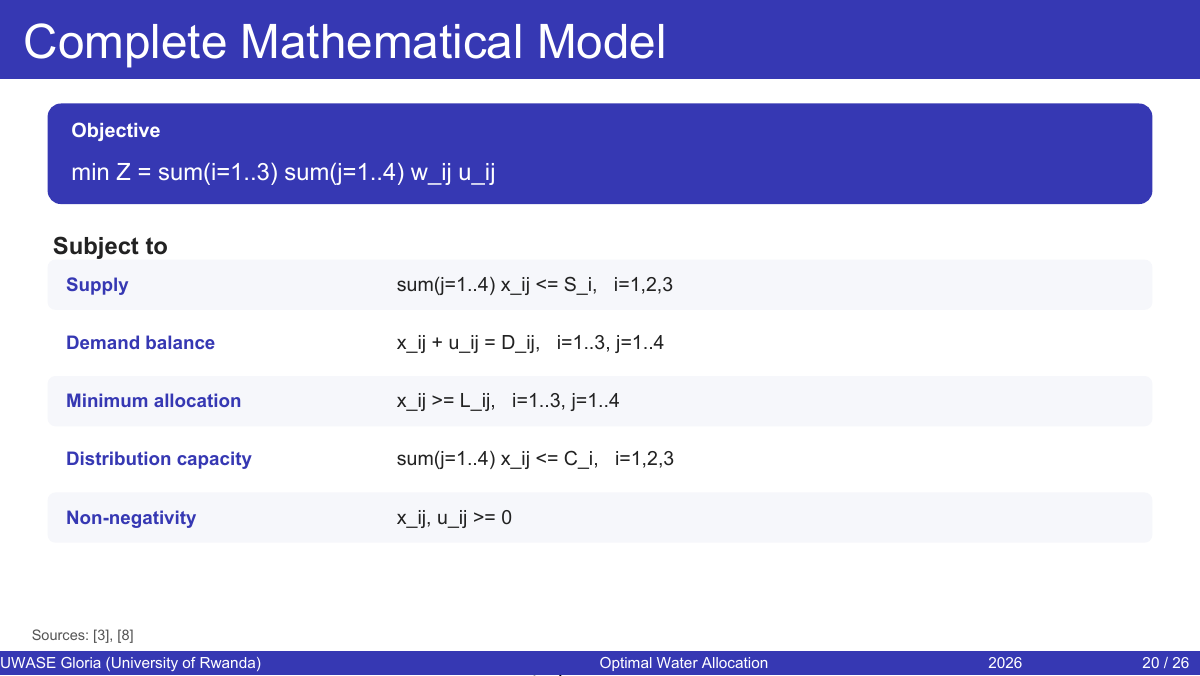 Complete Mathematical Model
Objective
min Z = sum(i=1..3) sum(j=1..4) w_ij u_ij
Subject to
Supply sum(j=1..4) x_ij <= S_i, i=1,2,3
Demand balance x_ij + u_ij = D_ij, i=1..3, j=1..4
Minimum allocation x_ij >= L_ij, i=1..3, j=1..4
Distribution capacity sum(j=1..4) x_ij <= C_i, i=1,2,3
Non-negativity x_ij, u_ij >= 0
Sources: [3], [8]
UWASE Gloria (University of Rwanda) Optimal Water Allocation 2026 20 / 26